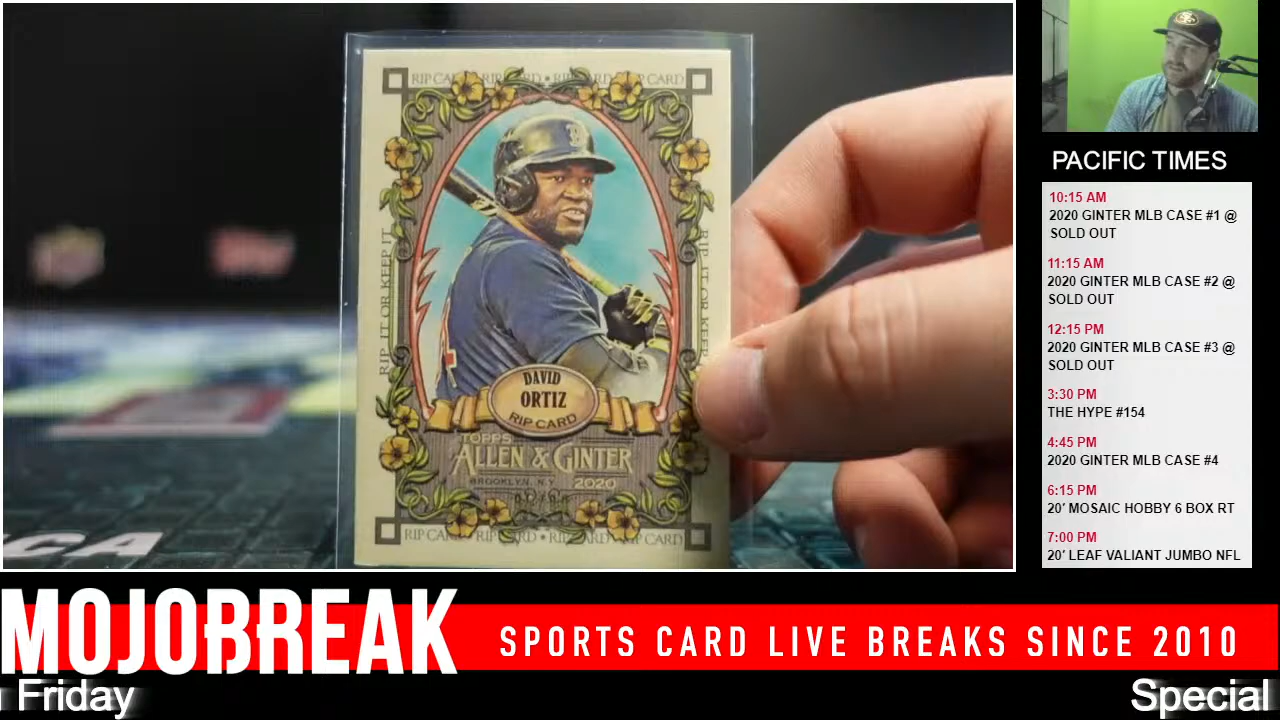 RIP CARD RIP CARD
RIP IT OR KEEP IT
RIP IT OR KEEP
DAVID
ORTIZ
RIP CARD
TOPPS
ALLEN & GINTER
BROOKLYN, N.Y. 2020
RIP CARD RIP CARD RIP CARD RIP CARD
CA
PACIFIC TIMES
10:15 AM
2020 GINTER MLB CASE #1 @
SOLD OUT
11:15 AM
2020 GINTER MLB CASE #2 @
SOLD OUT
12:15 PM
2020 GINTER MLB CASE #3 @
SOLD OUT
3:30 PM
THE HYPE #154
4:45 PM
2020 GINTER MLB CASE #4
6:15 PM
20' MOSAIC HOBBY 6 BOX RT
7:00 PM
20' LEAF VALIANT JUMBO NFL
MOJOBREAK
SPORTS CARD LIVE BREAKS SINCE 2010
Friday Special